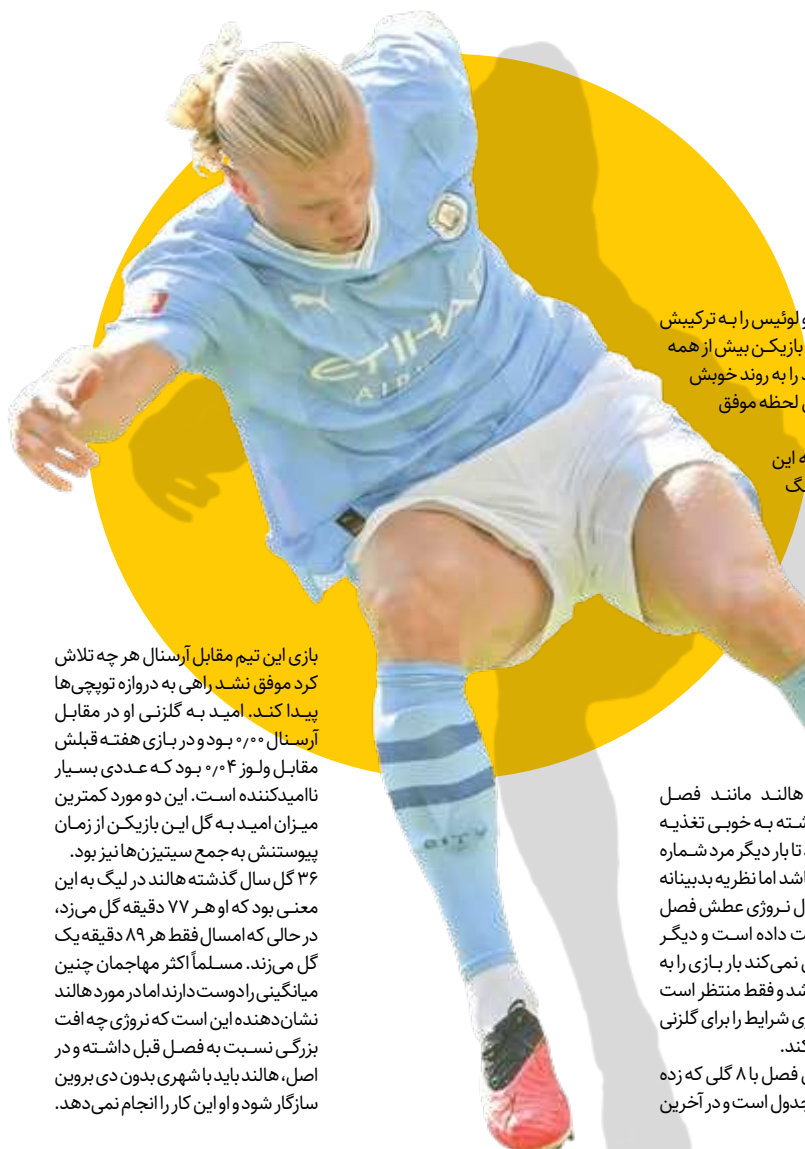 و لوئیس را به ترکیبش
بازیکن بیش از همه
را به روند خوبش
لحظه موفق
این
هالند مانند فصل
به خوبی تغذیه
تا بار دیگر مرد شماره
اما نظریه بدبینانه
نروژی عطش فصل
داده است و دیگر
نمی‌کند بار بازی را به
و فقط منتظر است
شرایط را برای گلزنی
فصل با ۸ گلی که زده
جدول است و در آخرین
بازی این تیم مقابل آرسنال هر چه تلاش
کرد موفق نشد راهی به دروازه توپچی‌ها
پیدا کند. امید به گلزنی او در مقابل
آرسنال ۰٫۰۰ بود و در بازی هفته قبلش
مقابل ولوز ۰٫۰۴ بود که عددی بسیار
ناامیدکننده است. این دو مورد کمترین
میزان امید به گل این بازیکن از زمان
پیوستنش به جمع سیتیزن‌ها نیز بود.
۳۶ گل سال گذشته هالند در لیگ به این
معنی بود که او هر ۷۷ دقیقه گل می‌زد،
در حالی که امسال فقط هر ۸۹ دقیقه یک
گل می‌زند. مسلماً اکثر مهاجمان چنین
میانگینی را دوست دارند اما در مورد هالند
نشان‌دهنده این است که نروژی چه افت
بزرگی نسبت به فصل قبل داشته و در
اصل، هالند باید با شهری بدون دی بروین
سازگار شود و او این کار را انجام نمی‌دهد.
ETIHA
CITY